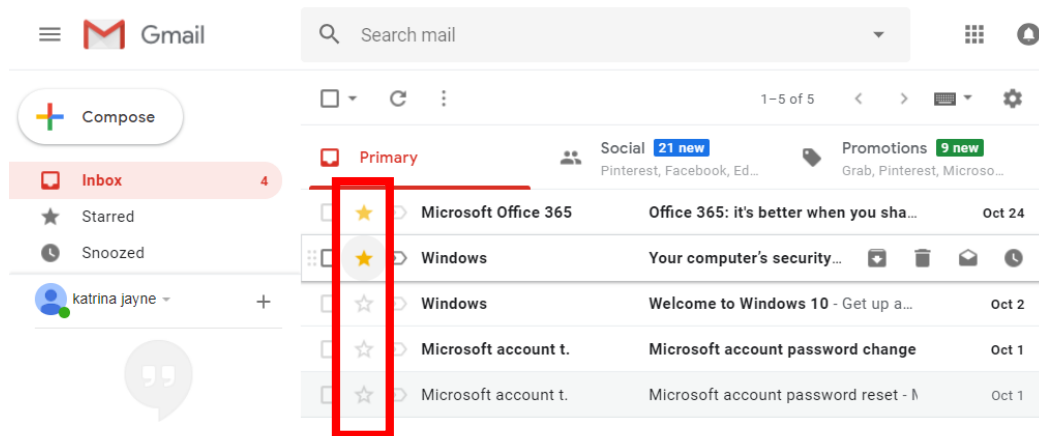 Gmail
Search mail
Compose
1–5 of 5
Inbox 4
Starred
Snoozed
katrina jayne
Primary
Social 21 new
Pinterest, Facebook, Ed...
Promotions 9 new
Grab, Pinterest, Microso...
Microsoft Office 365 Office 365: it's better when you sha... Oct 24
Windows Your computer's security...
Windows Welcome to Windows 10 - Get up a... Oct 2
Microsoft account t. Microsoft account password change Oct 1
Microsoft account t. Microsoft account password reset - Oct 1